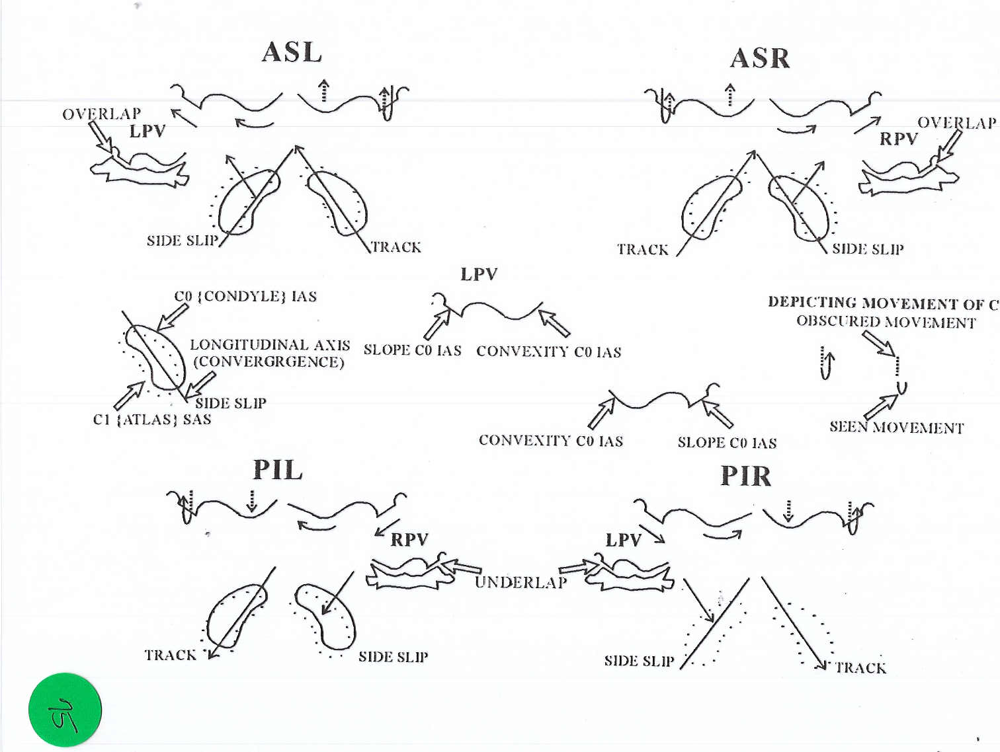 ASL
ASR
OVERLAP
LPV
OVERLAP
RPV
SIDE SLIP
TRACK
TRACK
SIDE SLIP
LPV
C0 {CONDYLE} IAS
DEPICTING MOVEMENT OF C
OBSCURED MOVEMENT
LONGITUDINAL AXIS
(CONVERGRGENCE)
SLOPE C0 IAS
CONVEXITY C0 IAS
SIDE SLIP
C1 {ATLAS} SAS
SEEN MOVEMENT
CONVEXITY C0 IAS
SLOPE C0 IAS
PIL
PIR
RPV
LPV
UNDERLAP
TRACK
SIDE SLIP
SIDE SLIP
TRACK